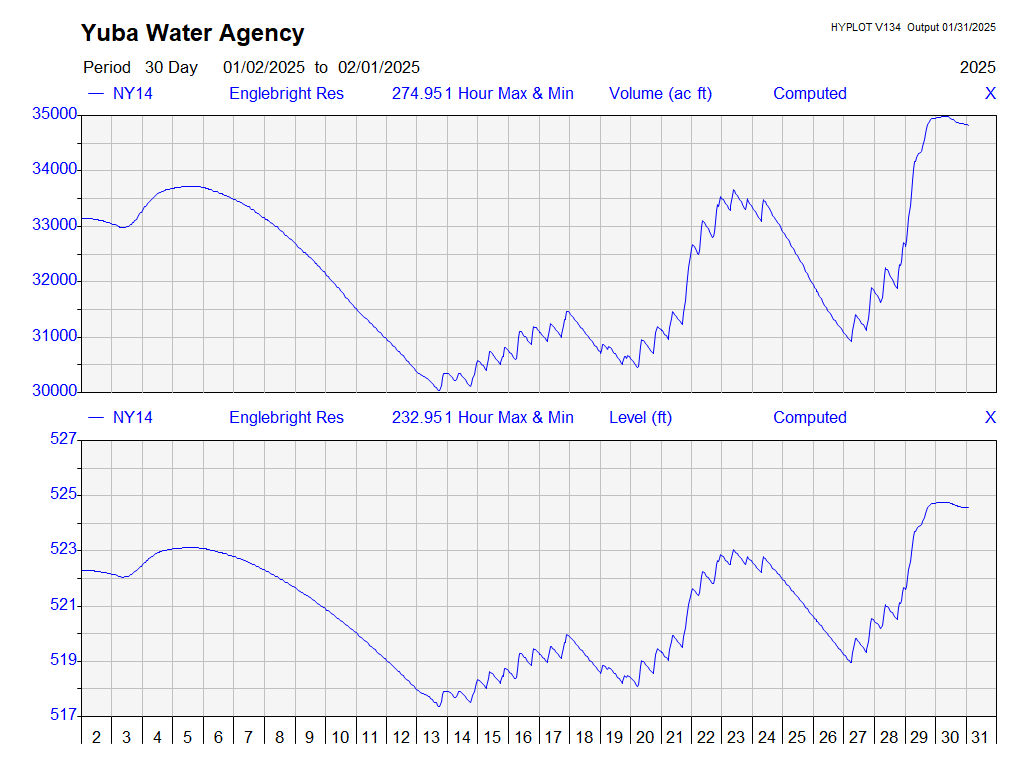 Yuba Water Agency
HYPLOT V134 Output 01/31/2025
Period 30 Day 01/02/2025 to 02/01/2025
2025
NY14 Englebright Res 274.951 Hour Max & Min Volume (ac ft) Computed X
35000
34000
33000
32000
31000
30000
NY14 Englebright Res 232.951 Hour Max & Min Level (ft) Computed X
527
525
523
521
519
517
2 3 4 5 6 7 8 9 10 11 12 13 14 15 16 17 18 19 20 21 22 23 24 25 26 27 28 29 30 31